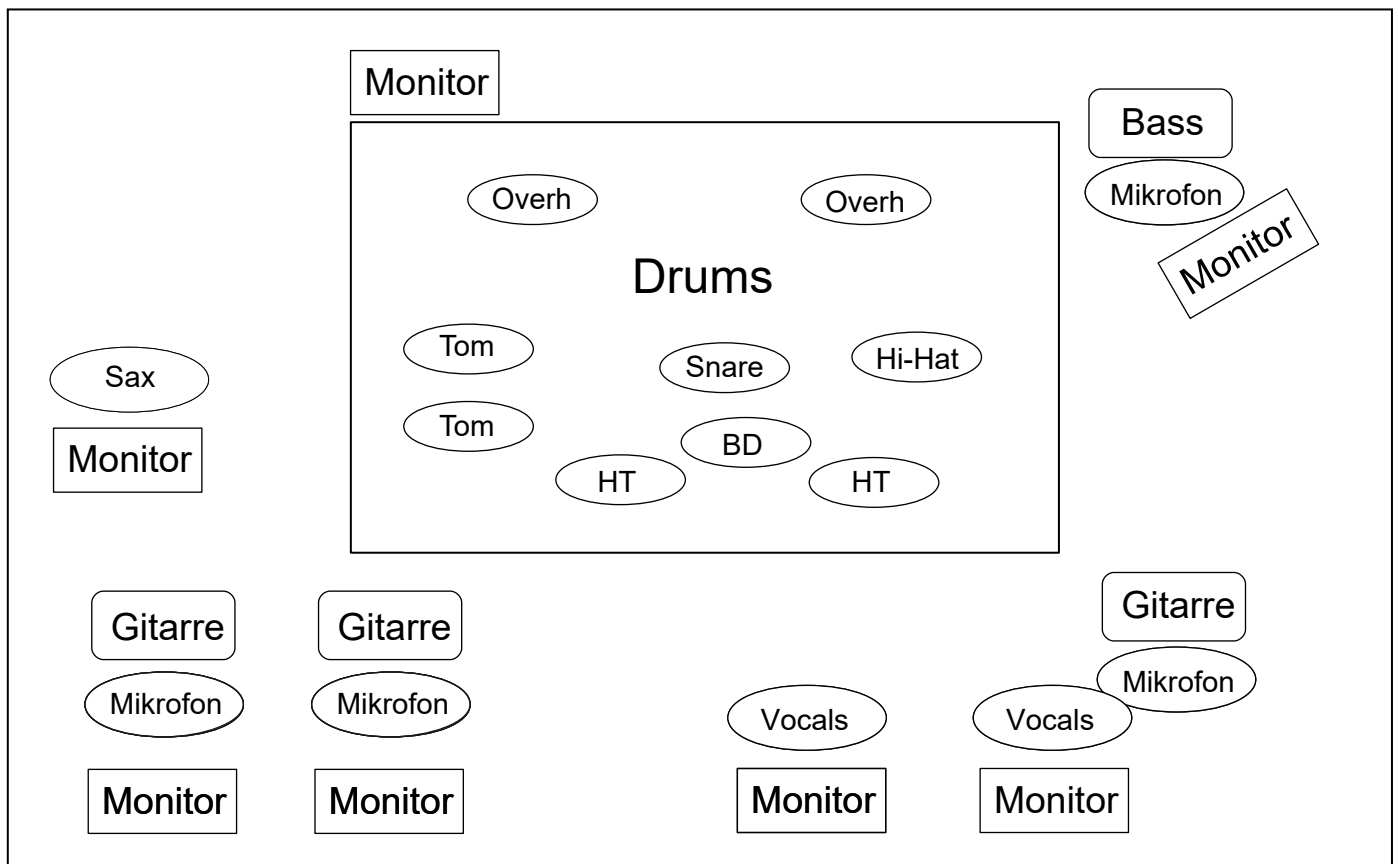 Monitor
Bass
Mikrofon
Monitor
Overh
Overh
Drums
Tom
Snare
Hi-Hat
Sax
Tom
BD
Monitor
HT
HT
Gitarre
Gitarre
Gitarre
Mikrofon
Mikrofon
Mikrofon
Vocals
Vocals
Monitor
Monitor
Monitor
Monitor